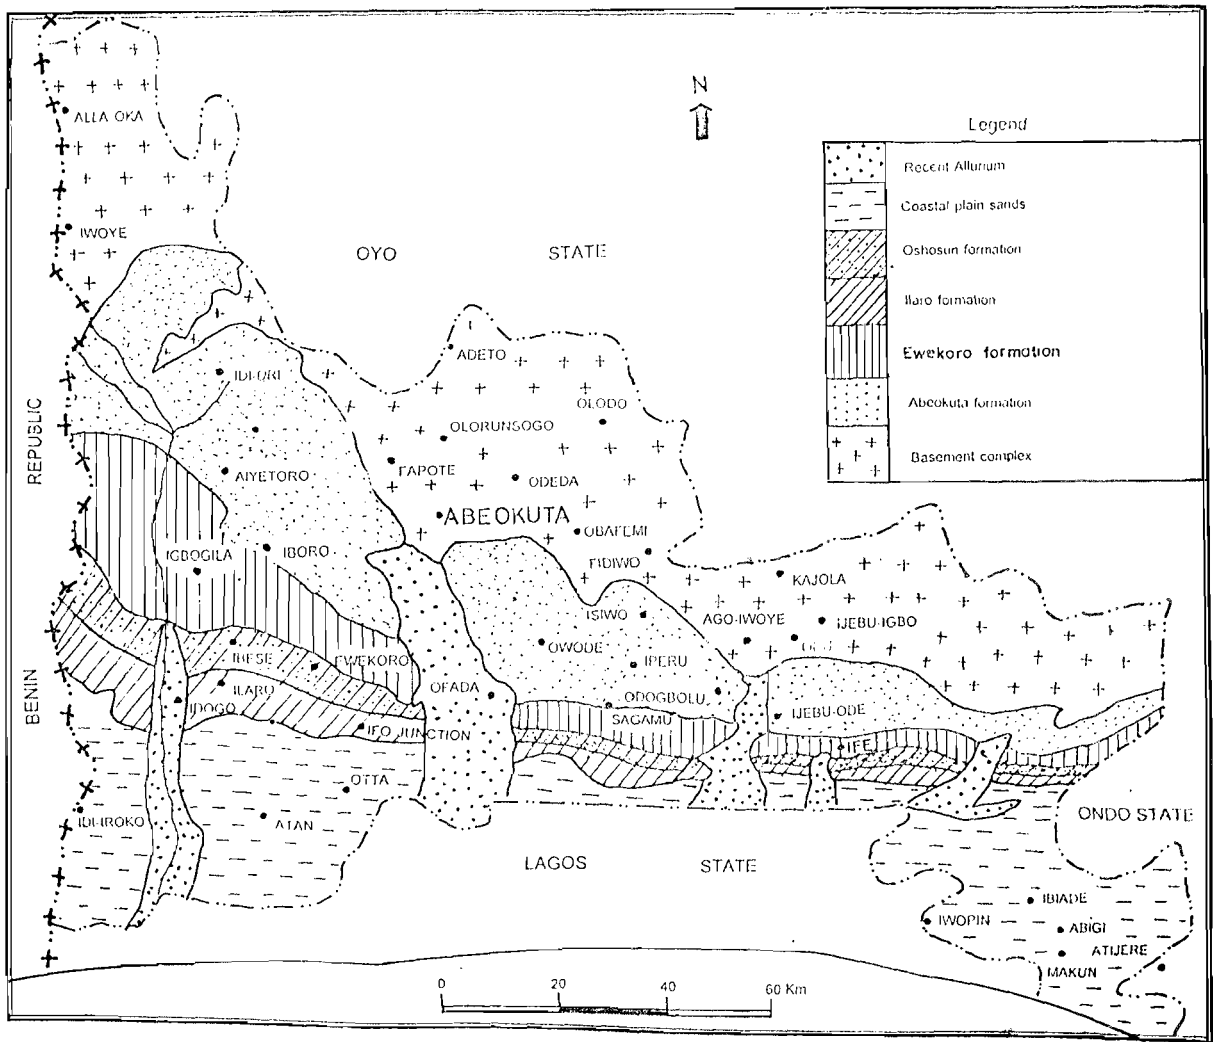 N
Legend
Recent Alluvium
Coastal plain sands
Oshosun formation
Ilaro formation
Ewekoro formation
Abeokuta formation
Basement complex
ALLA OKA
IWOYE
OYO STATE
ADETO
IDI-ORI
OLODO
OLORUNSOGO
REPUBLIC
AIYETORO
FAPOTE
ODEDA
ABEOKUTA
OBAFEMI
IGBOGILA
IBORO
FIDIWO
KAJOLA
ISIWO
AGO-IWOYE
IJEBU-IGBO
OWODE
IPERU
IBESE
EWEKORO
BENIN
ILARO
OFADA
ODOGBOLU
IDOGO
SAGAMU
IJEBU-ODE
IFO JUNCTION
IFE
OTTA
IDI-IROKO
ATAN
ONDO STATE
LAGOS STATE
IBIADE
IWOPIN
ABIGI
ATIJERE
MAKUN
0 20 40 60 Km